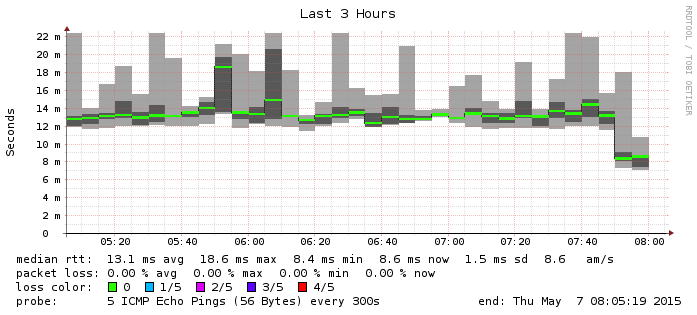 Last 3 Hours
RRDTOOL / TOBI OETIKER
Seconds
22 m
20 m
18 m
16 m
14 m
12 m
10 m
8 m
6 m
4 m
2 m
0
05:20 05:40 06:00 06:20 06:40 07:00 07:20 07:40 08:00
median rtt: 13.1 ms avg 18.6 ms max 8.4 ms min 8.6 ms now 1.5 ms sd 8.6 am/s
packet loss: 0.00 % avg 0.00 % max 0.00 % min 0.00 % now
loss color: 0 1/5 2/5 3/5 4/5
probe: 5 ICMP Echo Pings (56 Bytes) every 300s end: Thu May 7 08:05:19 2015